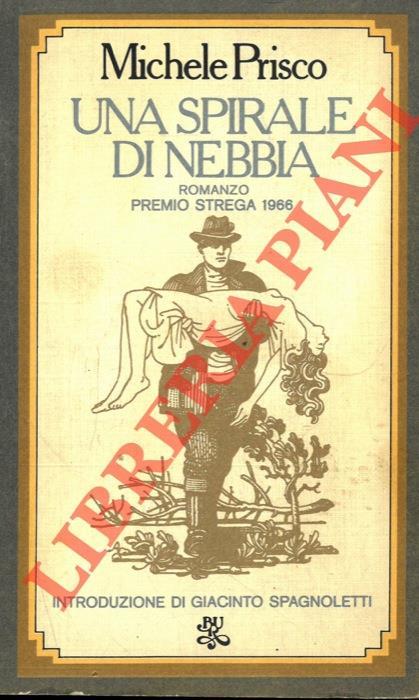 Michele Prisco
UNA SPIRALE
DI NEBBIA
ROMANZO
PREMIO STREGA 1966
LIBRERIA PIANI
INTRODUZIONE DI GIACINTO SPAGNOLETTI
BUR